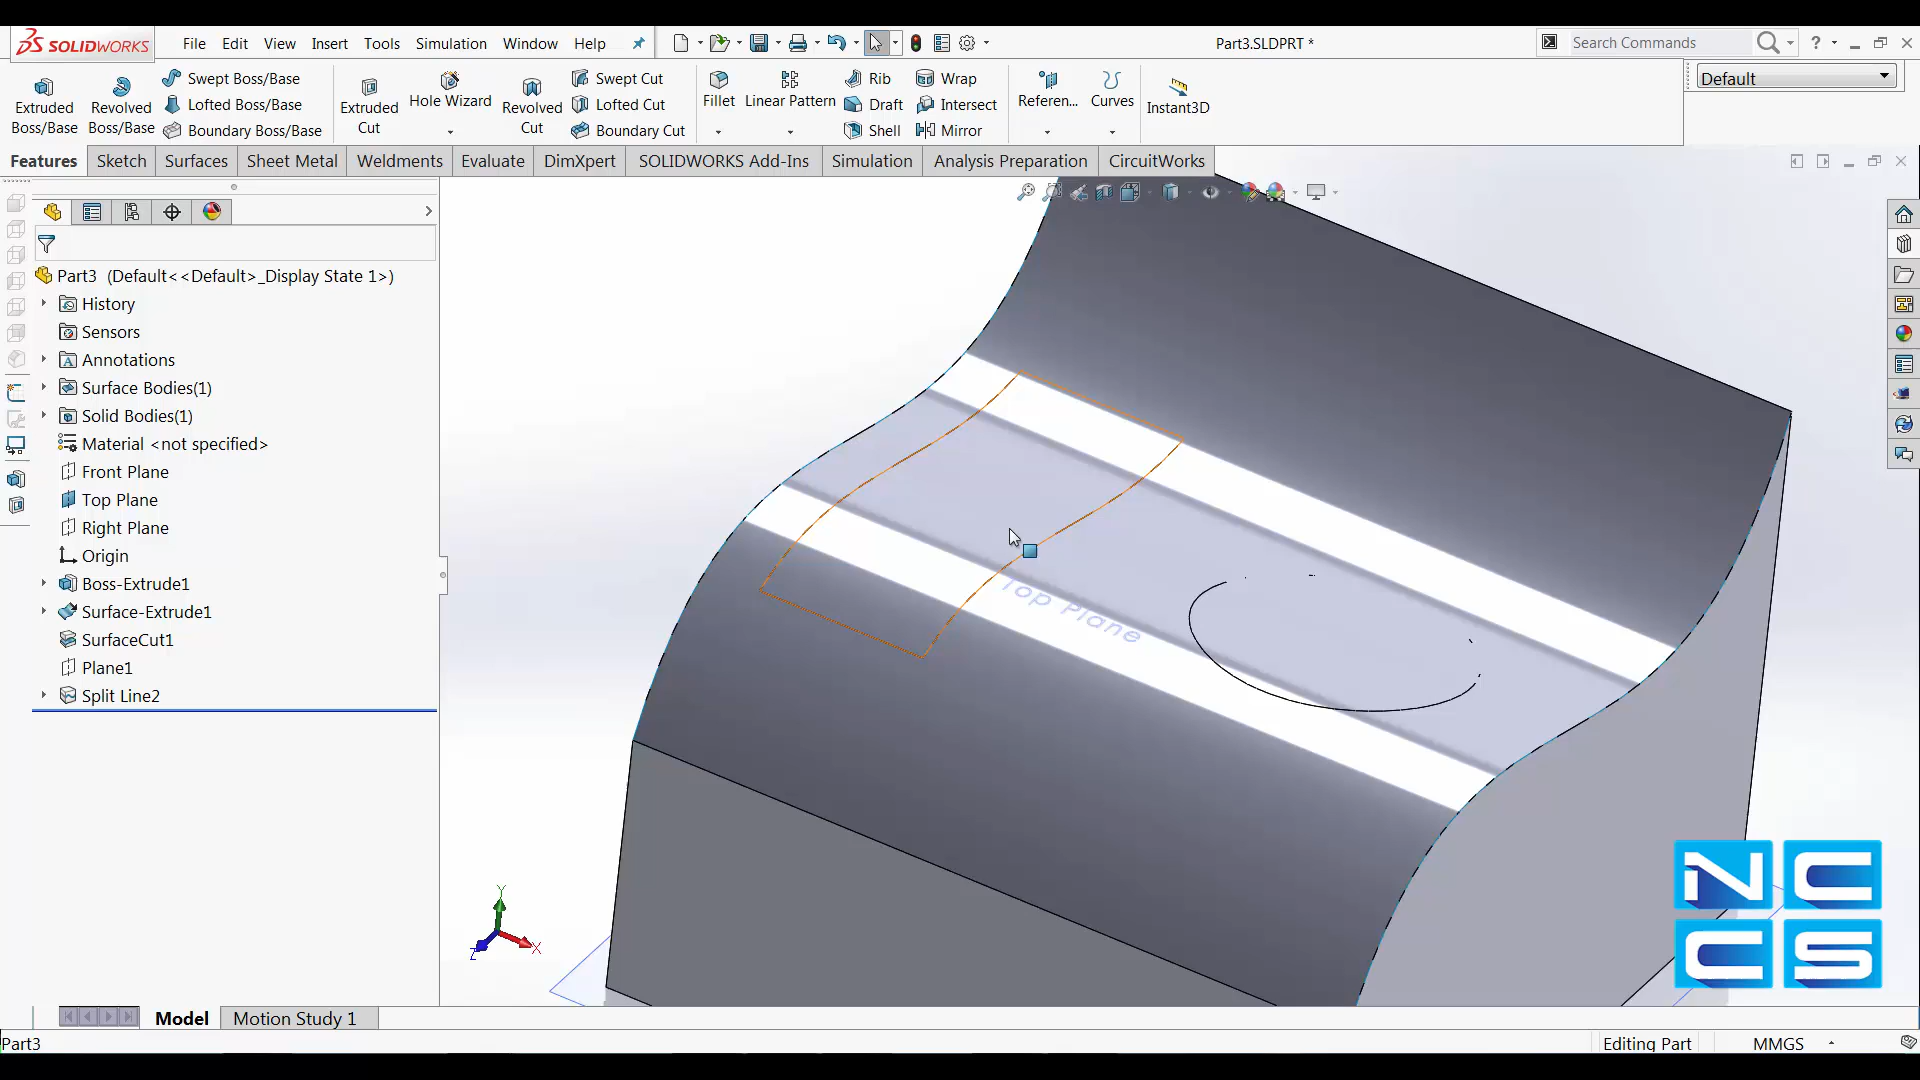 SOLIDWORKS
File Edit View Insert Tools Simulation Window Help
Part3.SLDPRT *
Search Commands
?
Extruded Boss/Base
Revolved Boss/Base
Swept Boss/Base
Lofted Boss/Base
Boundary Boss/Base
Extruded Cut
Hole Wizard
Revolved Cut
Swept Cut
Lofted Cut
Boundary Cut
Fillet
Linear Pattern
Rib
Draft
Shell
Wrap
Intersect
Mirror
Referen...
Curves
Instant3D
Default
Features Sketch Surfaces Sheet Metal Weldments Evaluate DimXpert SOLIDWORKS Add-Ins Simulation Analysis Preparation CircuitWorks
Part3 (Default<<Default>_Display State 1>)
History
Sensors
Annotations
Surface Bodies(1)
Solid Bodies(1)
Material <not specified>
Front Plane
Top Plane
Right Plane
Origin
Boss-Extrude1
Surface-Extrude1
SurfaceCut1
Plane1
Split Line2
Top Plane
Y
X
Z
NC
CS
Model Motion Study 1
Part3
Editing Part
MMGS